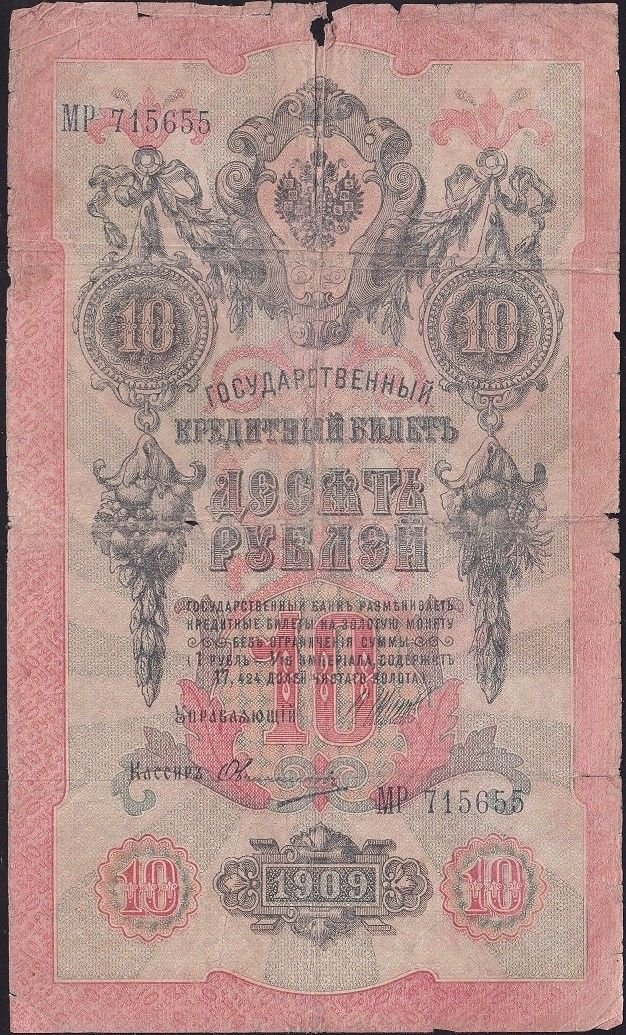 МР 715655
10 10
ГОСУДАРСТВЕННЫЙ
КРЕДИТНЫЙ БИЛЕТЪ
ДЕСЯТЬ
РУБЛЕЙ
ГОСУДАРСТВЕННЫЙ БАНКЪ РАЗМѢНИВАЕТЪ
КРЕДИТНЫЕ БИЛЕТЫ НА ЗОЛОТУЮ МОНЕТУ
БЕЗЪ ОГРАНИЧЕНІЯ СУММЫ
(1 РУБЛЬ = 1/15 ИМПЕРІАЛА, СОДЕРЖИТЪ
17,424 ДОЛЕЙ ЧИСТАГО ЗОЛОТА).
10
УПРАВЛЯЮЩІЙ
КАССИРЪ
МР 715655
10 1909 10